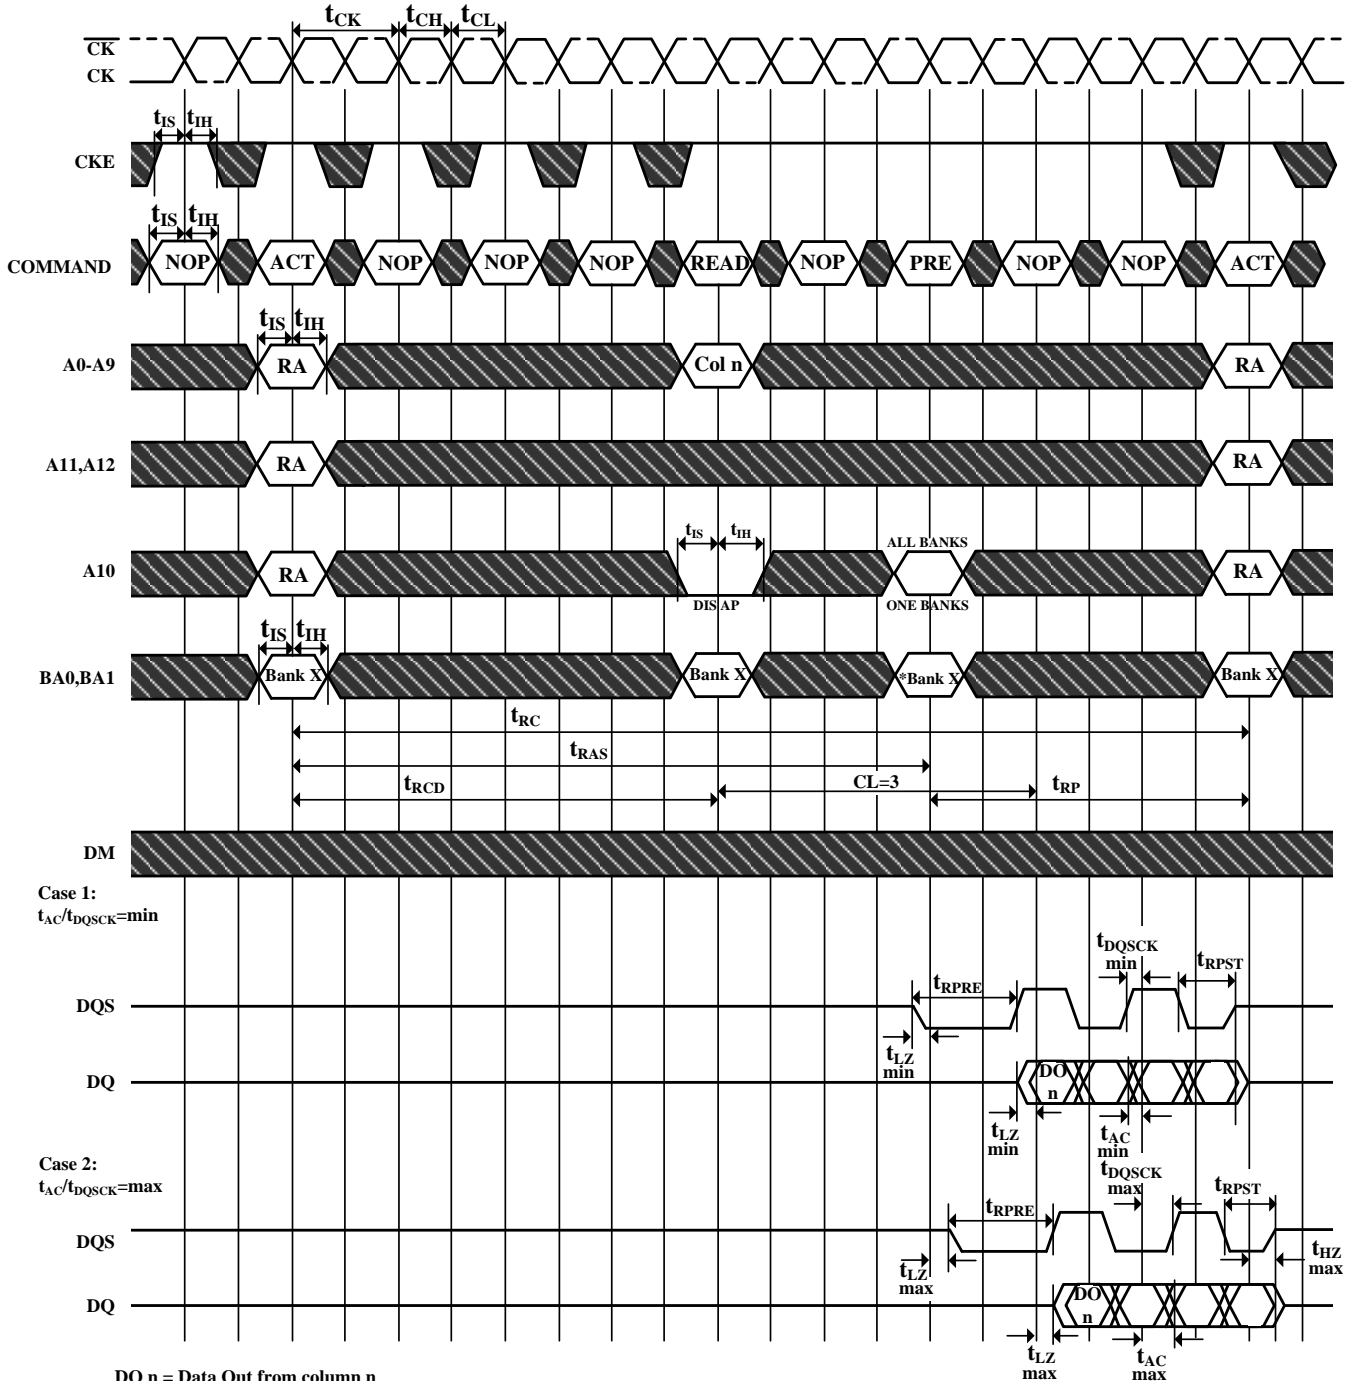 tCK tCH tCL
CK
CK
tIS tIH
CKE
tIS tIH
COMMAND NOP ACT NOP NOP NOP READ NOP PRE NOP NOP ACT
tIS tIH
A0-A9 RA Col n RA
A11,A12 RA RA
tIS tIH ALL BANKS
A10 RA RA
DIS AP ONE BANKS
tIS tIH
BA0,BA1 Bank X Bank X *Bank X Bank X
tRC
tRAS
tRCD CL=3 tRP
DM
Case 1:
tAC/tDQSCK=min
tDQSCK min tRPST
DQS tRPRE
tLZ min
DQ DO n
tLZ min tAC min
Case 2:
tAC/tDQSCK=max
tDQSCK max tRPST
DQS tRPRE
tLZ max tHZ max
DQ DO n
tLZ max tAC max
DO n = Data Out from column n